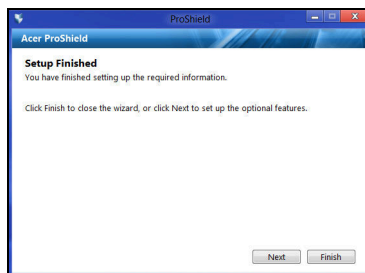 ProShield
Acer ProShield
Setup Finished
You have finished setting up the required information.
Click Finish to close the wizard, or click Next to set up the optional features.
Next
Finish